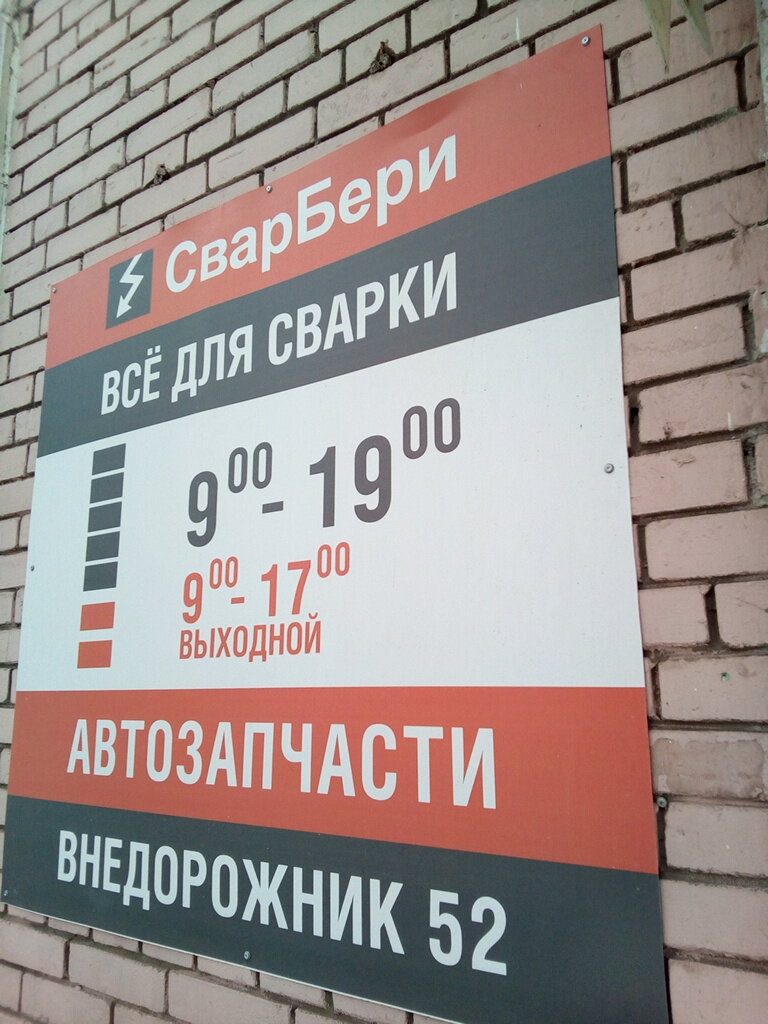 СварБери
ВСЁ ДЛЯ СВАРКИ
9⁰⁰ - 19⁰⁰
9⁰⁰ - 17⁰⁰
ВЫХОДНОЙ
АВТОЗАПЧАСТИ
ВНЕДОРОЖНИК 52